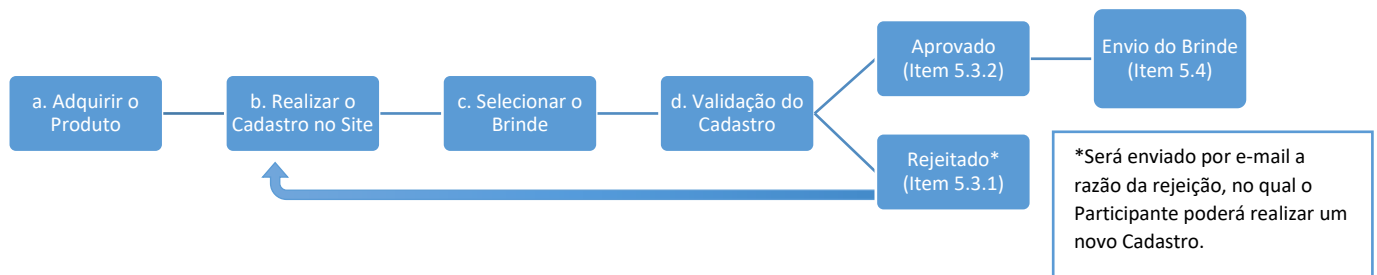 a. Adquirir o
Produto
b. Realizar o
Cadastro no Site
c. Selecionar o
Brinde
d. Validação do
Cadastro
Aprovado
(Item 5.3.2)
Envio do Brinde
(Item 5.4)
Rejeitado*
(Item 5.3.1)
*Será enviado por e-mail a
razão da rejeição, no qual o
Participante poderá realizar um
novo Cadastro.